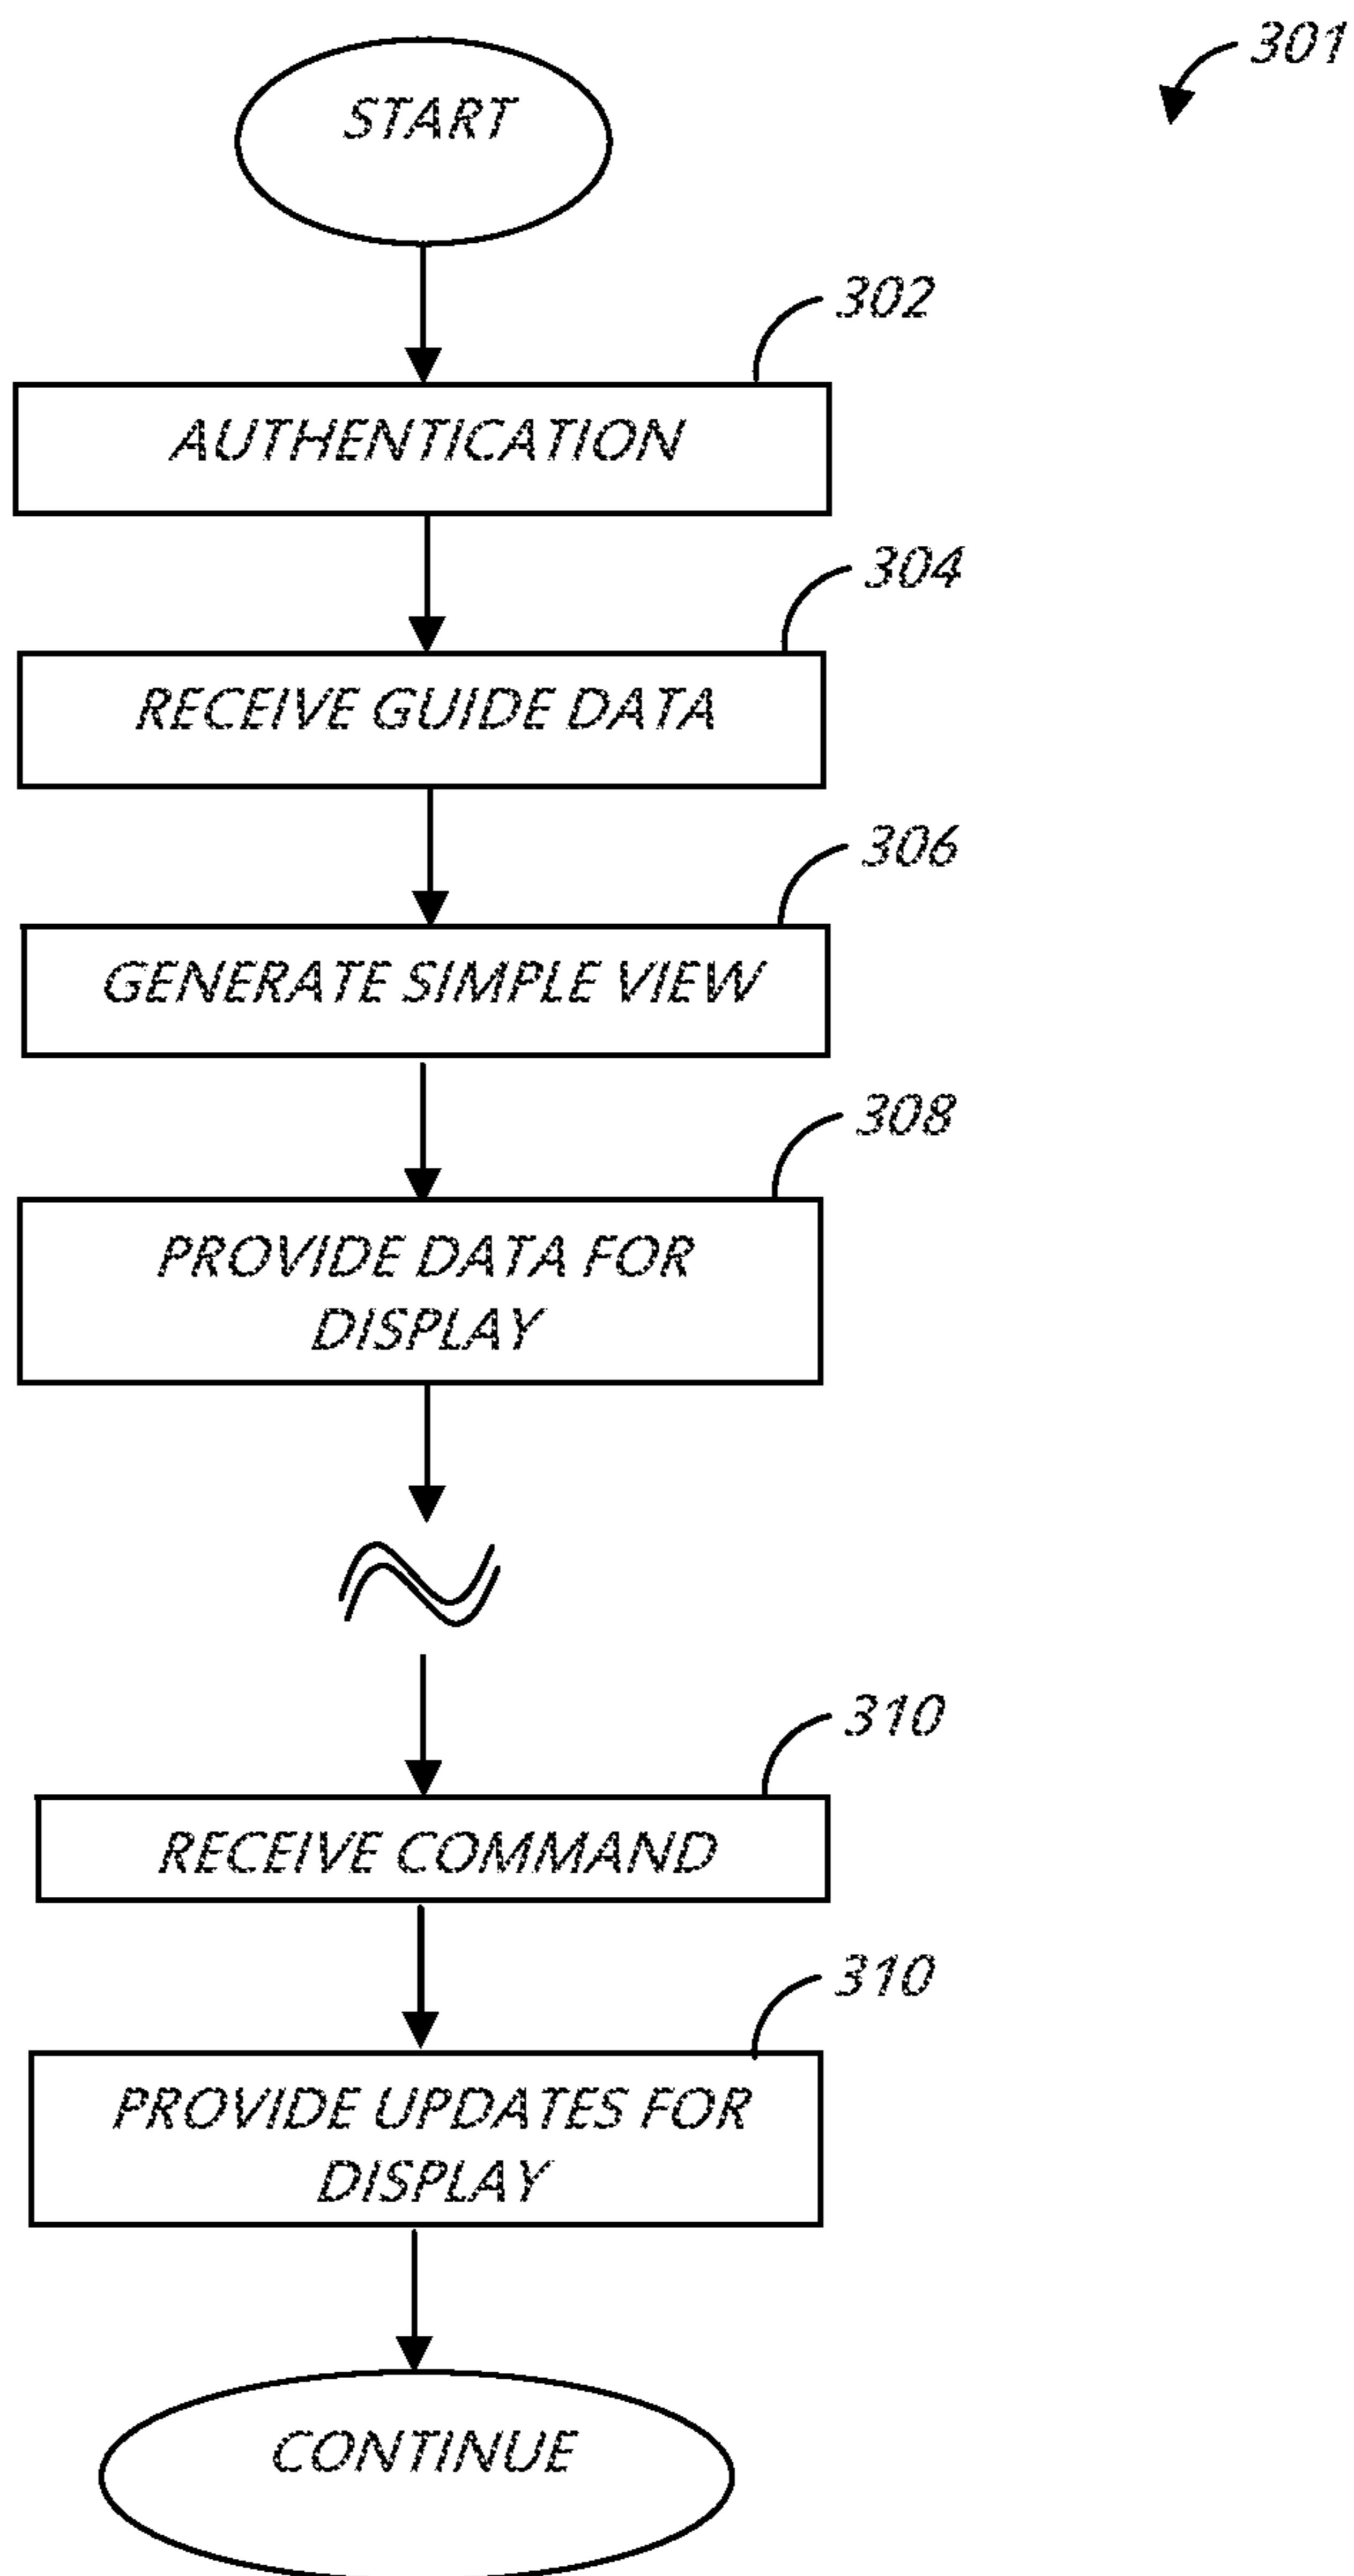 301
START
302
AUTHENTICATION
304
RECEIVE GUIDE DATA
306
GENERATE SIMPLE VIEW
308
PROVIDE DATA FOR
DISPLAY
310
RECEIVE COMMAND
310
PROVIDE UPDATES FOR
DISPLAY
CONTINUE